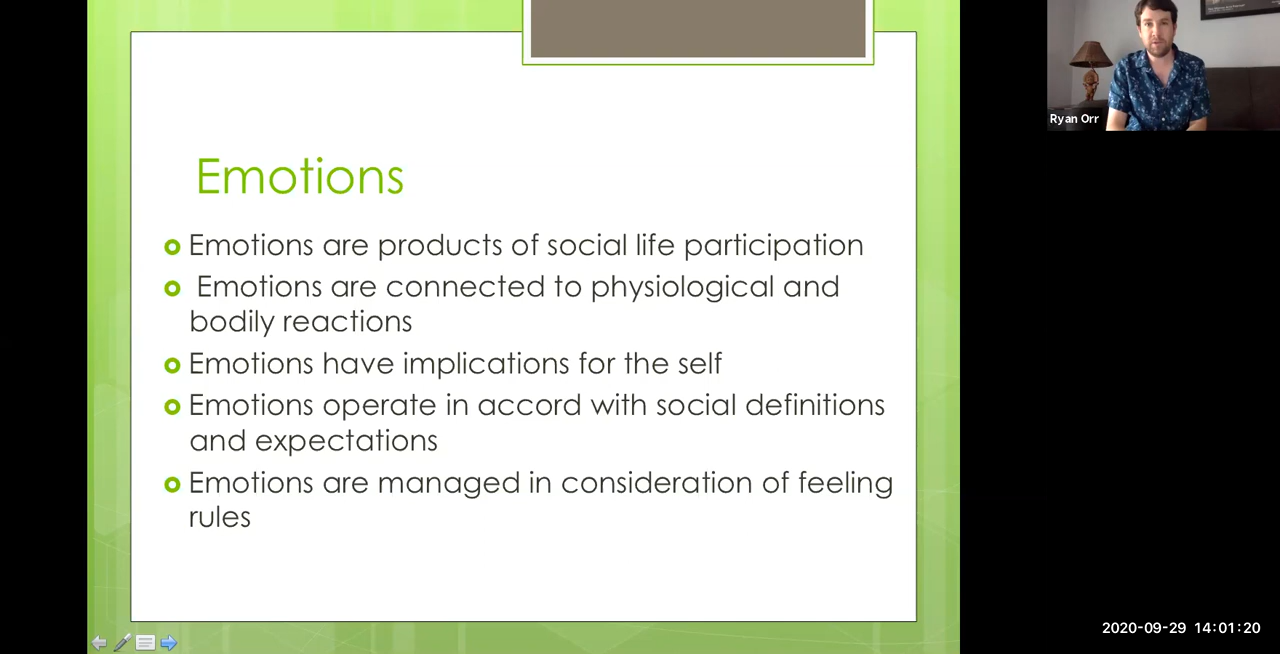 Emotions
Emotions are products of social life participation
Emotions are connected to physiological and
bodily reactions
Emotions have implications for the self
Emotions operate in accord with social definitions
and expectations
Emotions are managed in consideration of feeling
rules
Ryan Orr
2020-09-29 14:01:20